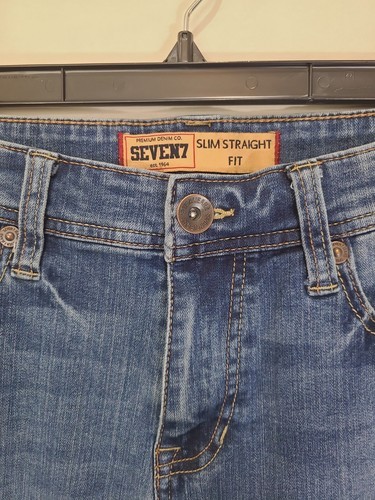 PREMIUM DENIM CO.
SEVEN7
EST. 1964
SLIM STRAIGHT
FIT